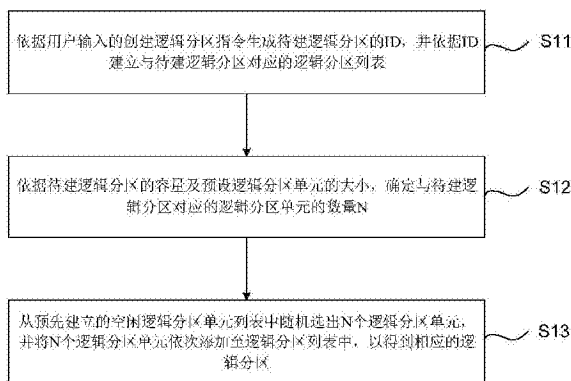 依据用户输入的创建逻辑分区指令生成待建逻辑分区的ID,并依据ID
建立与待建逻辑分区对应的逻辑分区列表
S11
依据待建逻辑分区的容量及预设逻辑分区单元的大小，确定与待建逻
辑分区对应的逻辑分区单元的数量N
S12
从预先建立的空闲逻辑分区单元列表中随机选出N个逻辑分区单元，
并将N个逻辑分区单元依次添加至逻辑分区列表中，以得到相应的逻
辑分区
S13